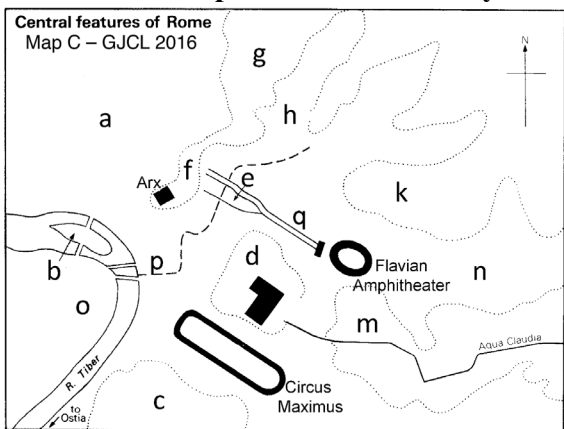 Central features of Rome
Map C – GJCL 2016
N
g
a
h
f
Arx
e
k
q
p
d
b
Flavian
Amphitheater
n
o
m
Aqua Claudia
R. Tiber
Circus
Maximus
c
to
Ostia